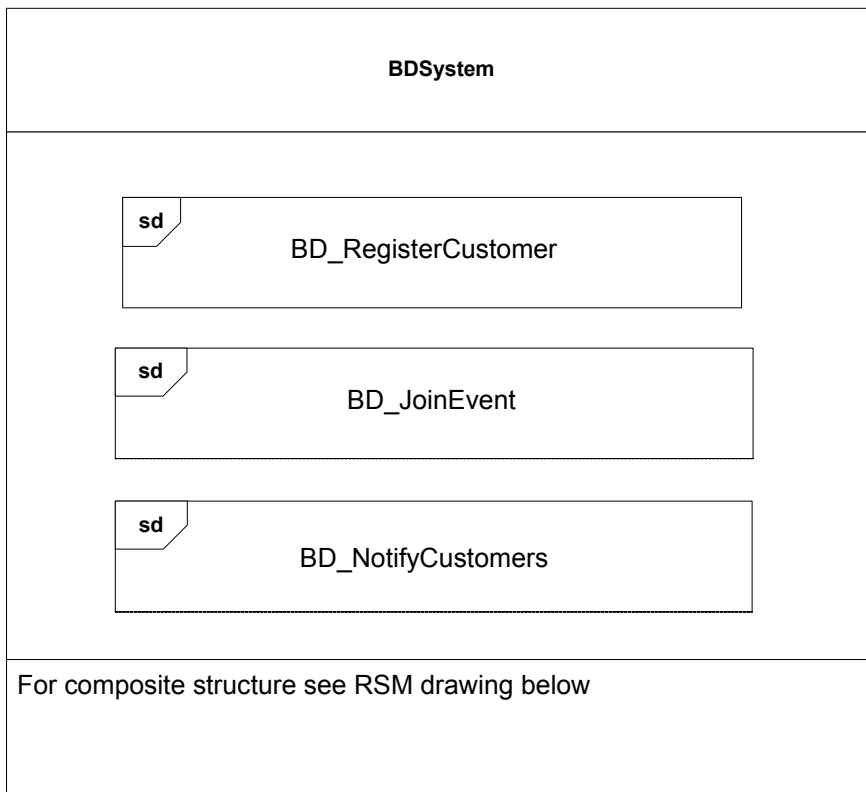 BDSystem
sd
BD_RegisterCustomer
sd
BD_JoinEvent
sd
BD_NotifyCustomers
For composite structure see RSM drawing below